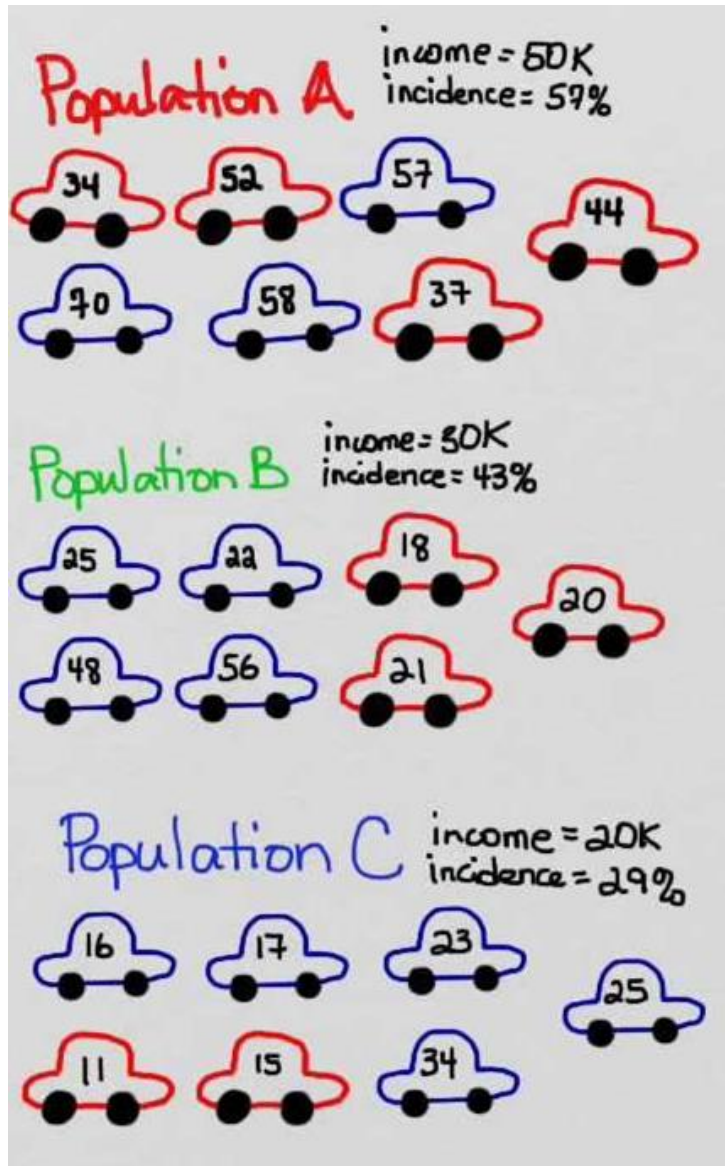 Population A
income = 50K
incidence = 57%
34 52 57 44
70 58 37
Population B
income = 30K
incidence = 43%
25 22 18 20
48 56 21
Population C
income = 20K
incidence = 29%
16 17 23 25
11 15 34